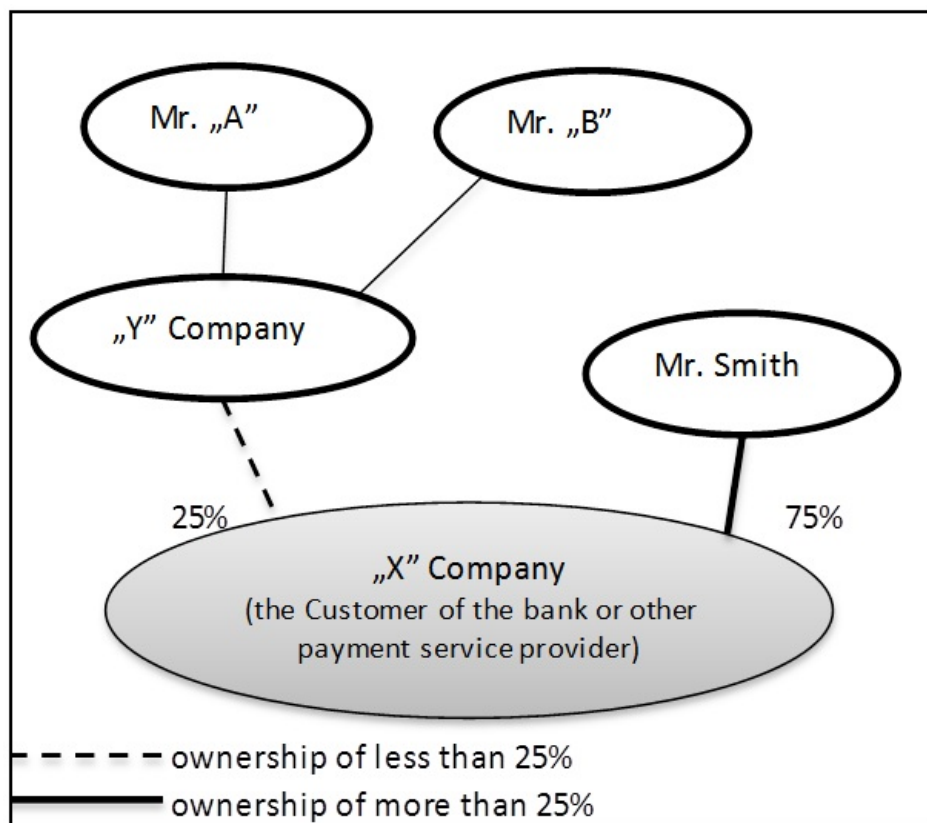 Mr. „A”
Mr. „B”
„Y” Company
Mr. Smith
25%
75%
„X” Company
(the Customer of the bank or other
payment service provider)
ownership of less than 25%
ownership of more than 25%